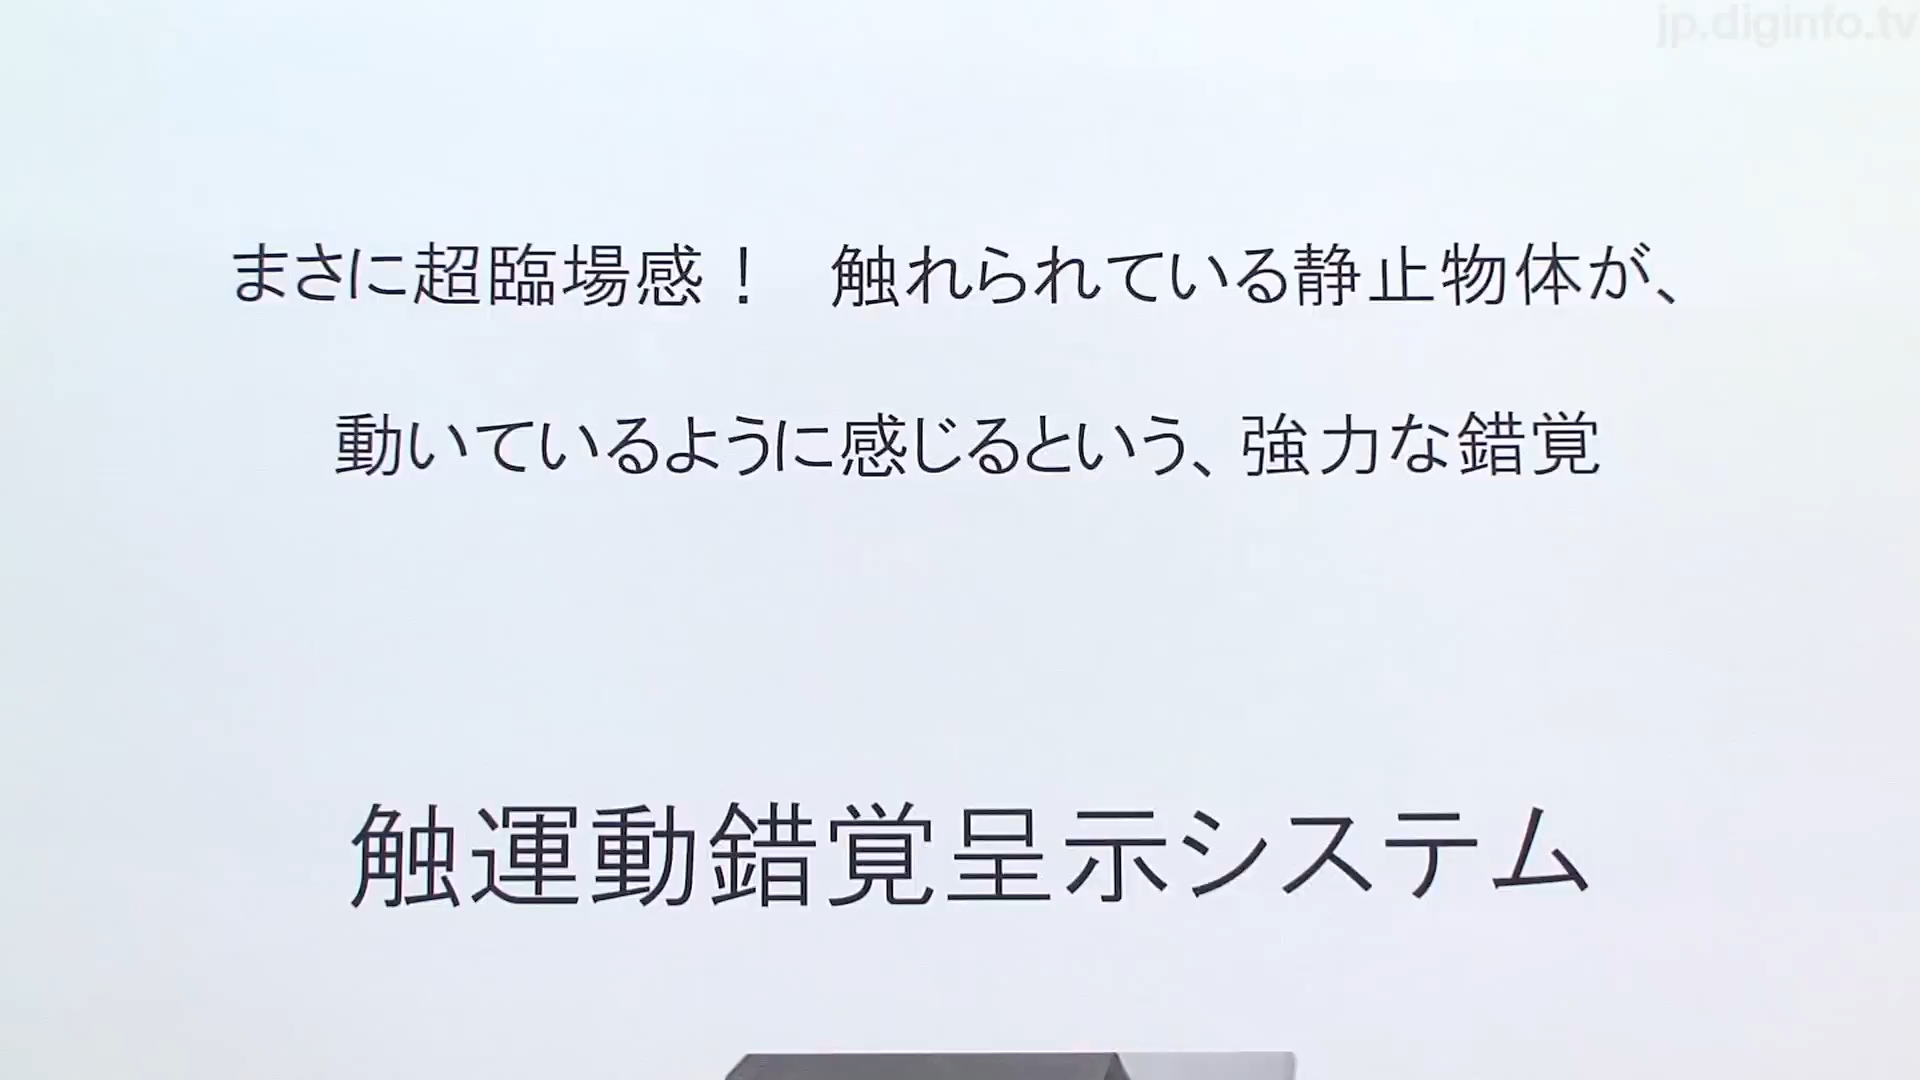 jp.diginfo.tv
まさに超臨場感！　触れられている静止物体が、
動いているように感じるという、強力な錯覚
触運動錯覚呈示システム